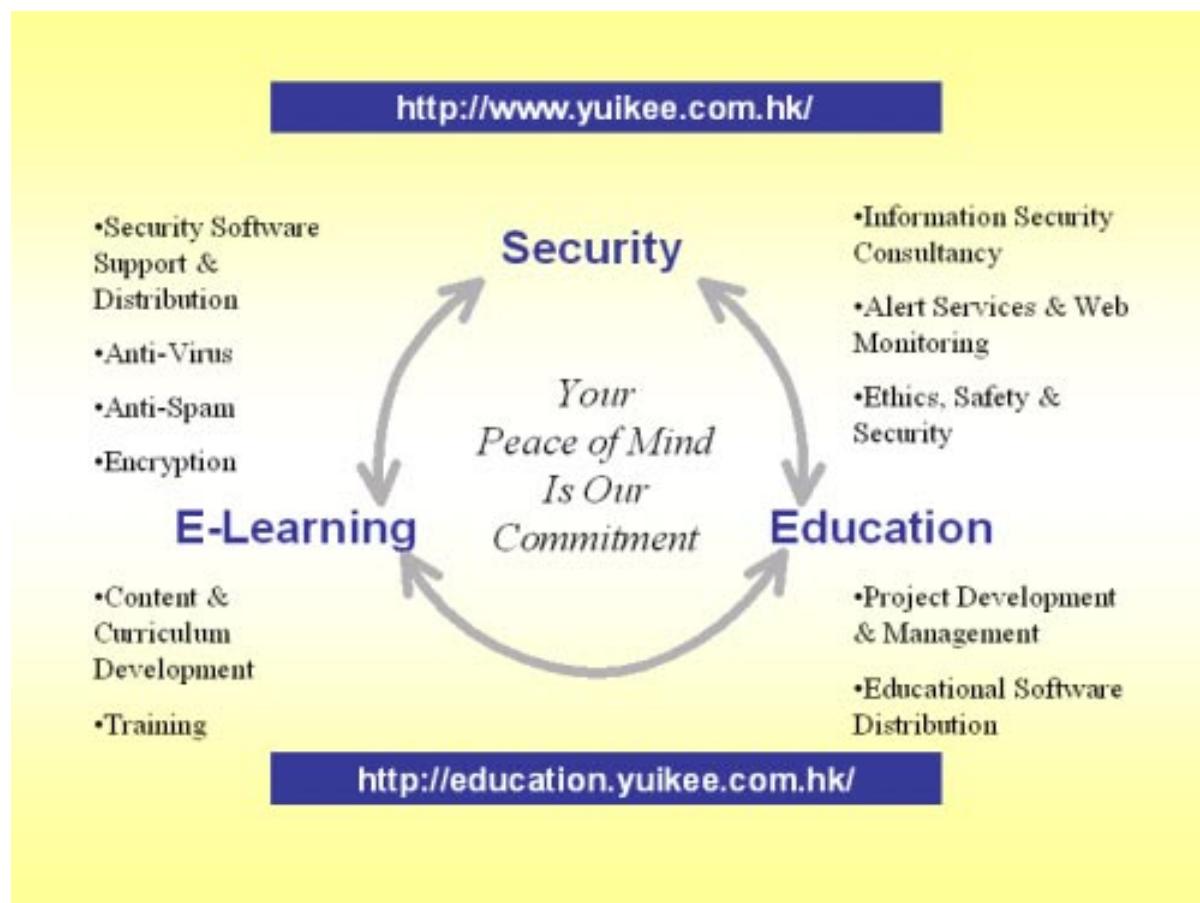 http://www.yuikee.com.hk/
•Security Software
Support &
Distribution
•Anti-Virus
•Anti-Spam
•Encryption
Security
•Information Security
Consultancy
•Alert Services & Web
Monitoring
•Ethics, Safety &
Security
Your
Peace of Mind
Is Our
Commitment
E-Learning
Education
•Content &
Curriculum
Development
•Training
•Project Development
& Management
•Educational Software
Distribution
http://education.yuikee.com.hk/